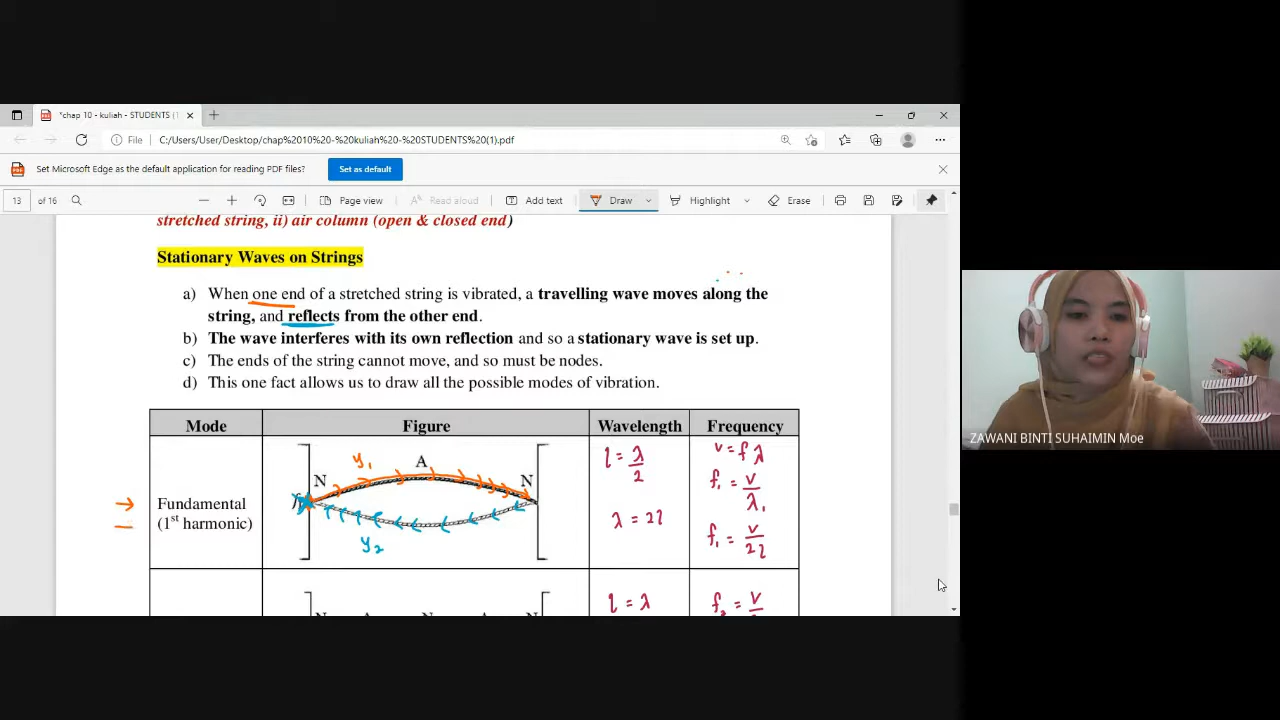 *chap 10 - kuliah - STUDENTS (1
File C:/Users/User/Desktop/chap%2010%20-%20kuliah%20-%20STUDENTS%20(1).pdf
Set Microsoft Edge as the default application for reading PDF files? Set as default
13 of 16 Page view Read aloud Add text Draw Highlight Erase
stretched string, ii) air column (open & closed end)
Stationary Waves on Strings
a) When one end of a stretched string is vibrated, a travelling wave moves along the
string, and reflects from the other end.
b) The wave interferes with its own reflection and so a stationary wave is set up.
c) The ends of the string cannot move, and so must be nodes.
d) This one fact allows us to draw all the possible modes of vibration.
Mode Figure Wavelength Frequency
Fundamental
(1st harmonic)
y₁ A
N N
y₂
l = λ/2
λ = 2l
v = fλ
f₁ = v/λ₁
f₁ = v/2l
l = λ
ZAWANI BINTI SUHAIMIN Moe